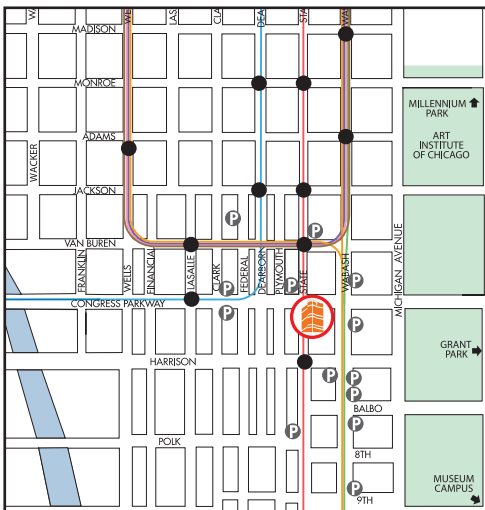 MADISON
MONROE
MILLENNIUM
PARK
ADAMS
ART
INSTITUTE
OF CHICAGO
WACKER
JACKSON
P
P
VAN BUREN
FRANKLIN
WELLS
FINANCIAL
LASALLE
CLARK
FEDERAL
DEARBORN
PLYMOUTH
STATE
WABASH
MICHIGAN AVENUE
P
P
P
CONGRESS PARKWAY
P
P
GRANT
PARK
HARRISON
P
P
P
BALBO
P
P
POLK
8TH
MUSEUM
CAMPUS
P
9TH